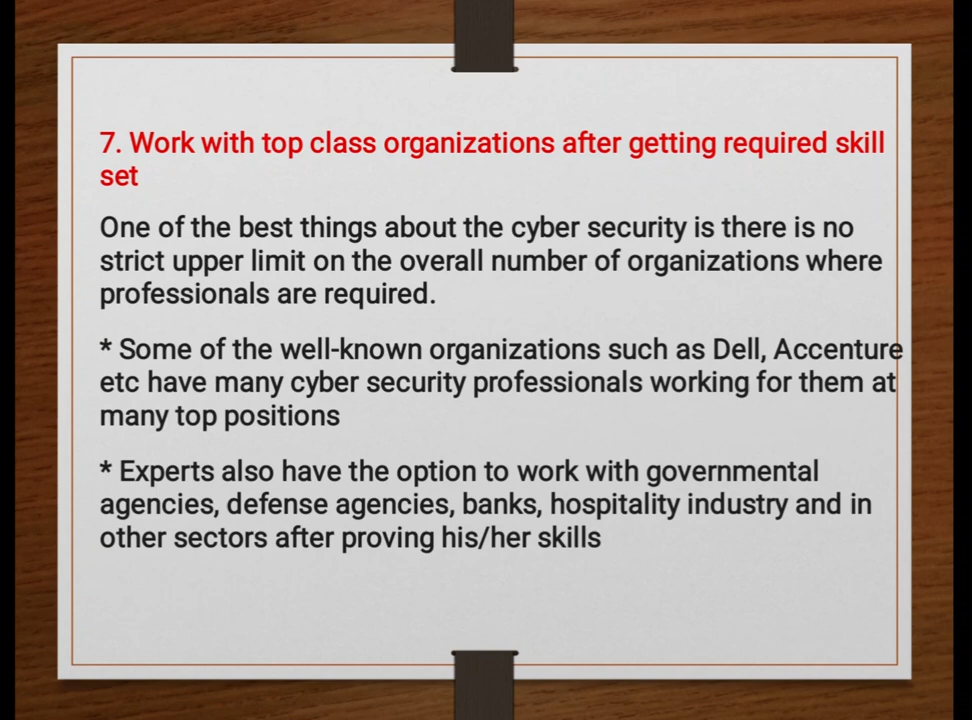 7. Work with top class organizations after getting required skill
set
One of the best things about the cyber security is there is no
strict upper limit on the overall number of organizations where
professionals are required.
* Some of the well-known organizations such as Dell, Accenture
etc have many cyber security professionals working for them at
many top positions
* Experts also have the option to work with governmental
agencies, defense agencies, banks, hospitality industry and in
other sectors after proving his/her skills